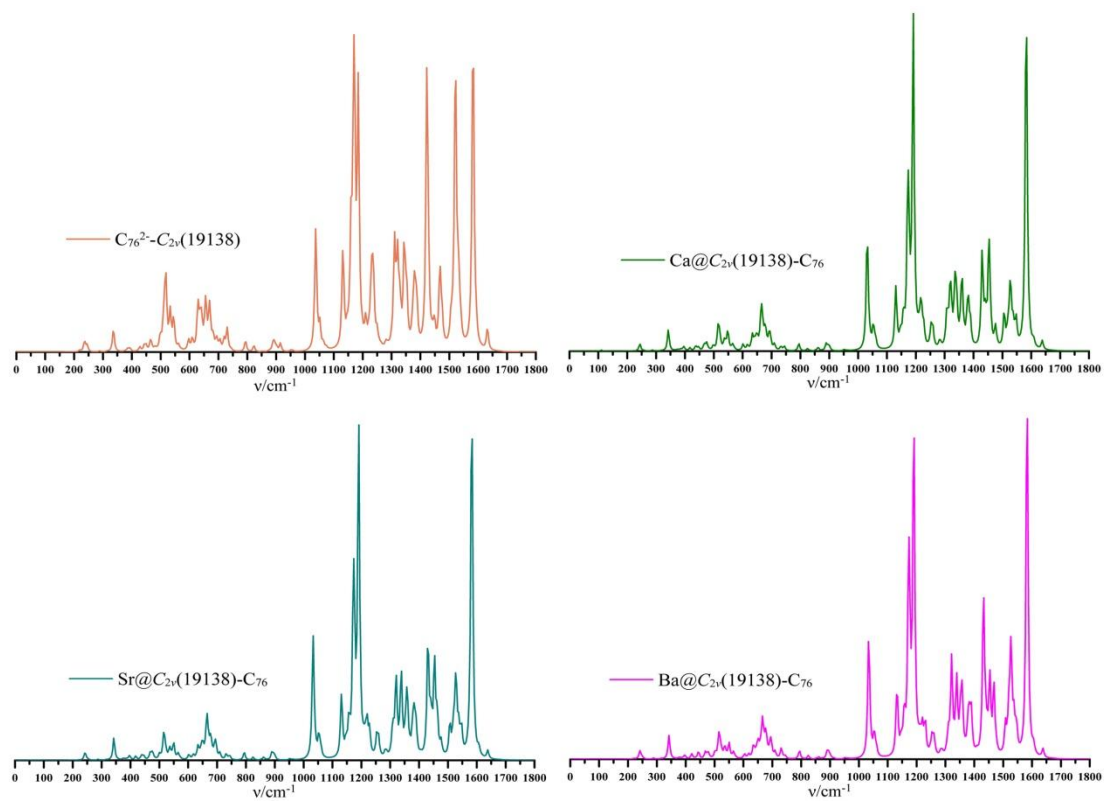 C₇₆²⁻-C₂ᵥ(19138)
0 100 200 300 400 500 600 700 800 900 1000 1100 1200 1300 1400 1500 1600 1700 1800
ν/cm⁻¹
Ca@C₂ᵥ(19138)-C₇₆
0 100 200 300 400 500 600 700 800 900 1000 1100 1200 1300 1400 1500 1600 1700 1800
ν/cm⁻¹
Sr@C₂ᵥ(19138)-C₇₆
0 100 200 300 400 500 600 700 800 900 1000 1100 1200 1300 1400 1500 1600 1700 1800
ν/cm⁻¹
Ba@C₂ᵥ(19138)-C₇₆
0 100 200 300 400 500 600 700 800 900 1000 1100 1200 1300 1400 1500 1600 1700 1800
ν/cm⁻¹